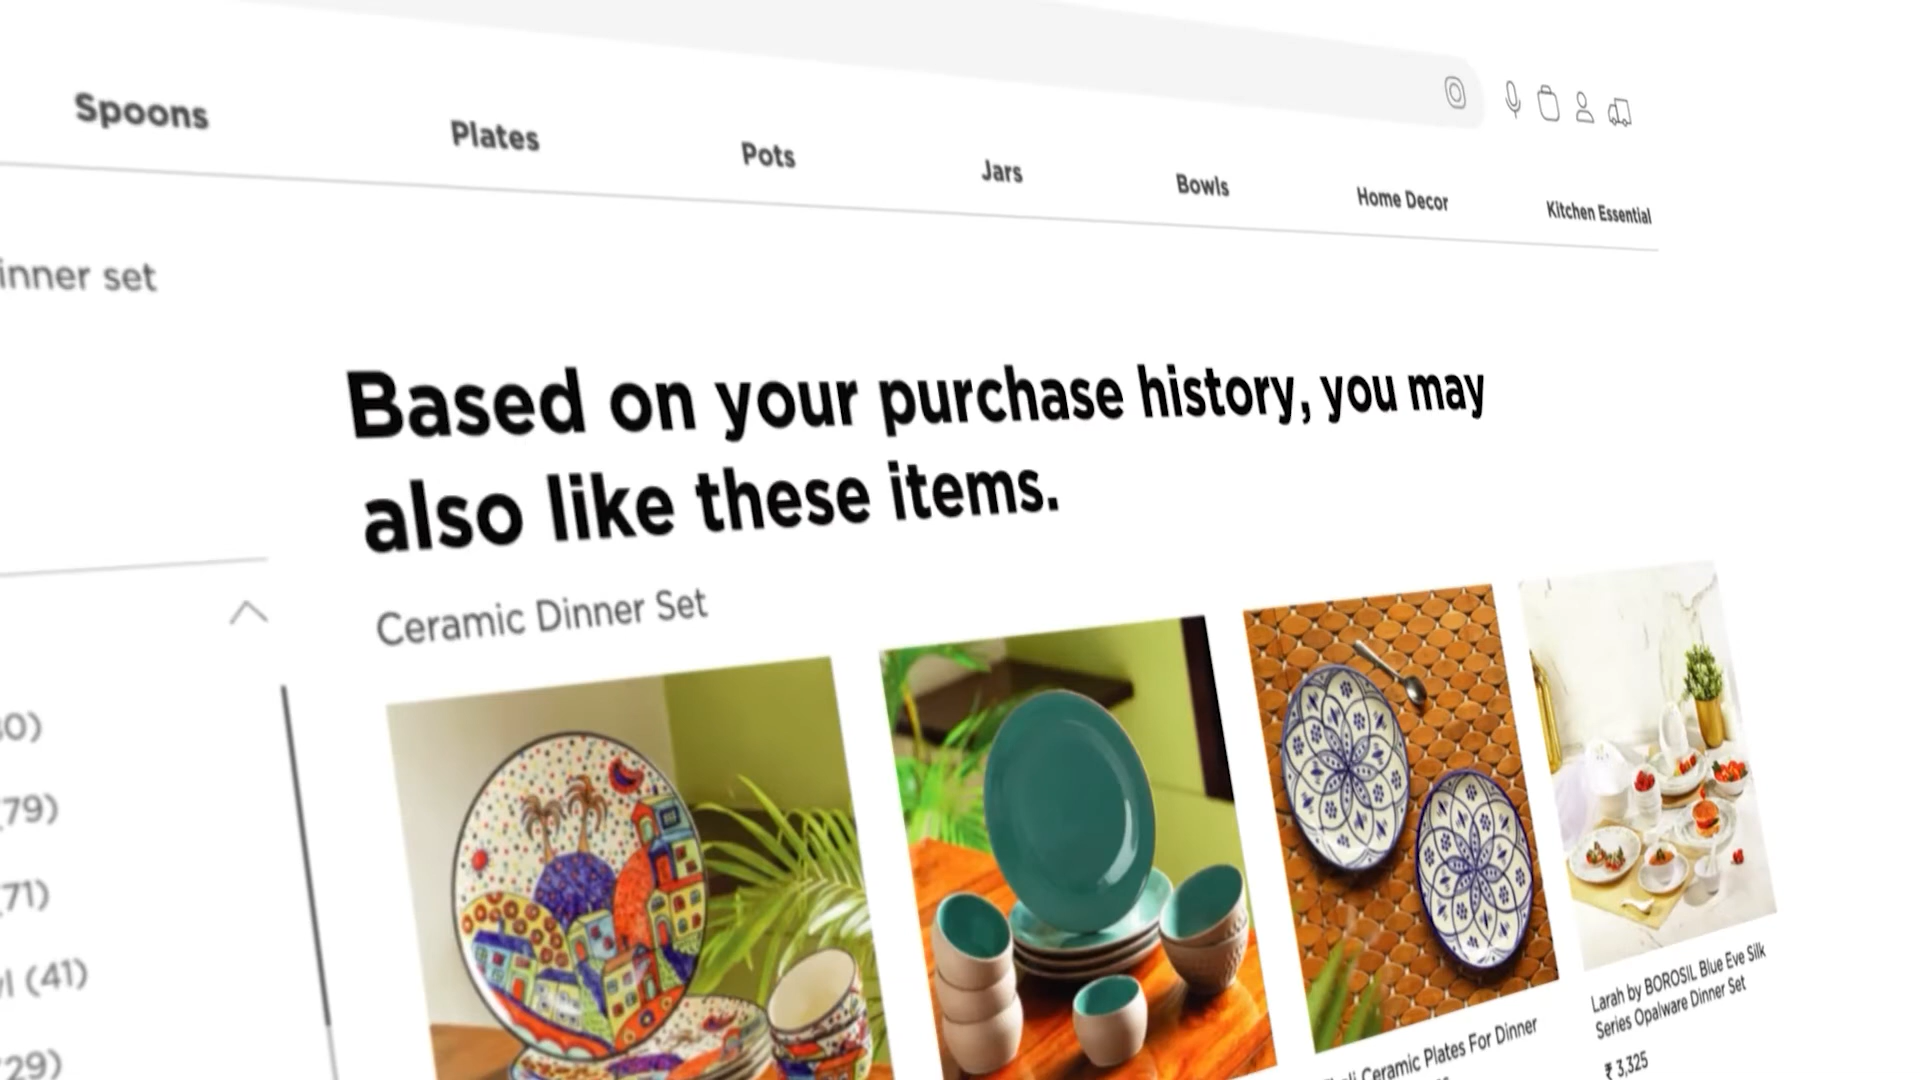 Spoons
Plates
Pots
Jars
Bowls
Home Decor
Kitchen Essential
inner set
Based on your purchase history, you may
also like these items.
Ceramic Dinner Set
79)
71)
(41)
29)
Ceramic Plates For Dinner
Larah by BOROSIL Blue Eve Silk
Series Opalware Dinner Set
₹ 3,325